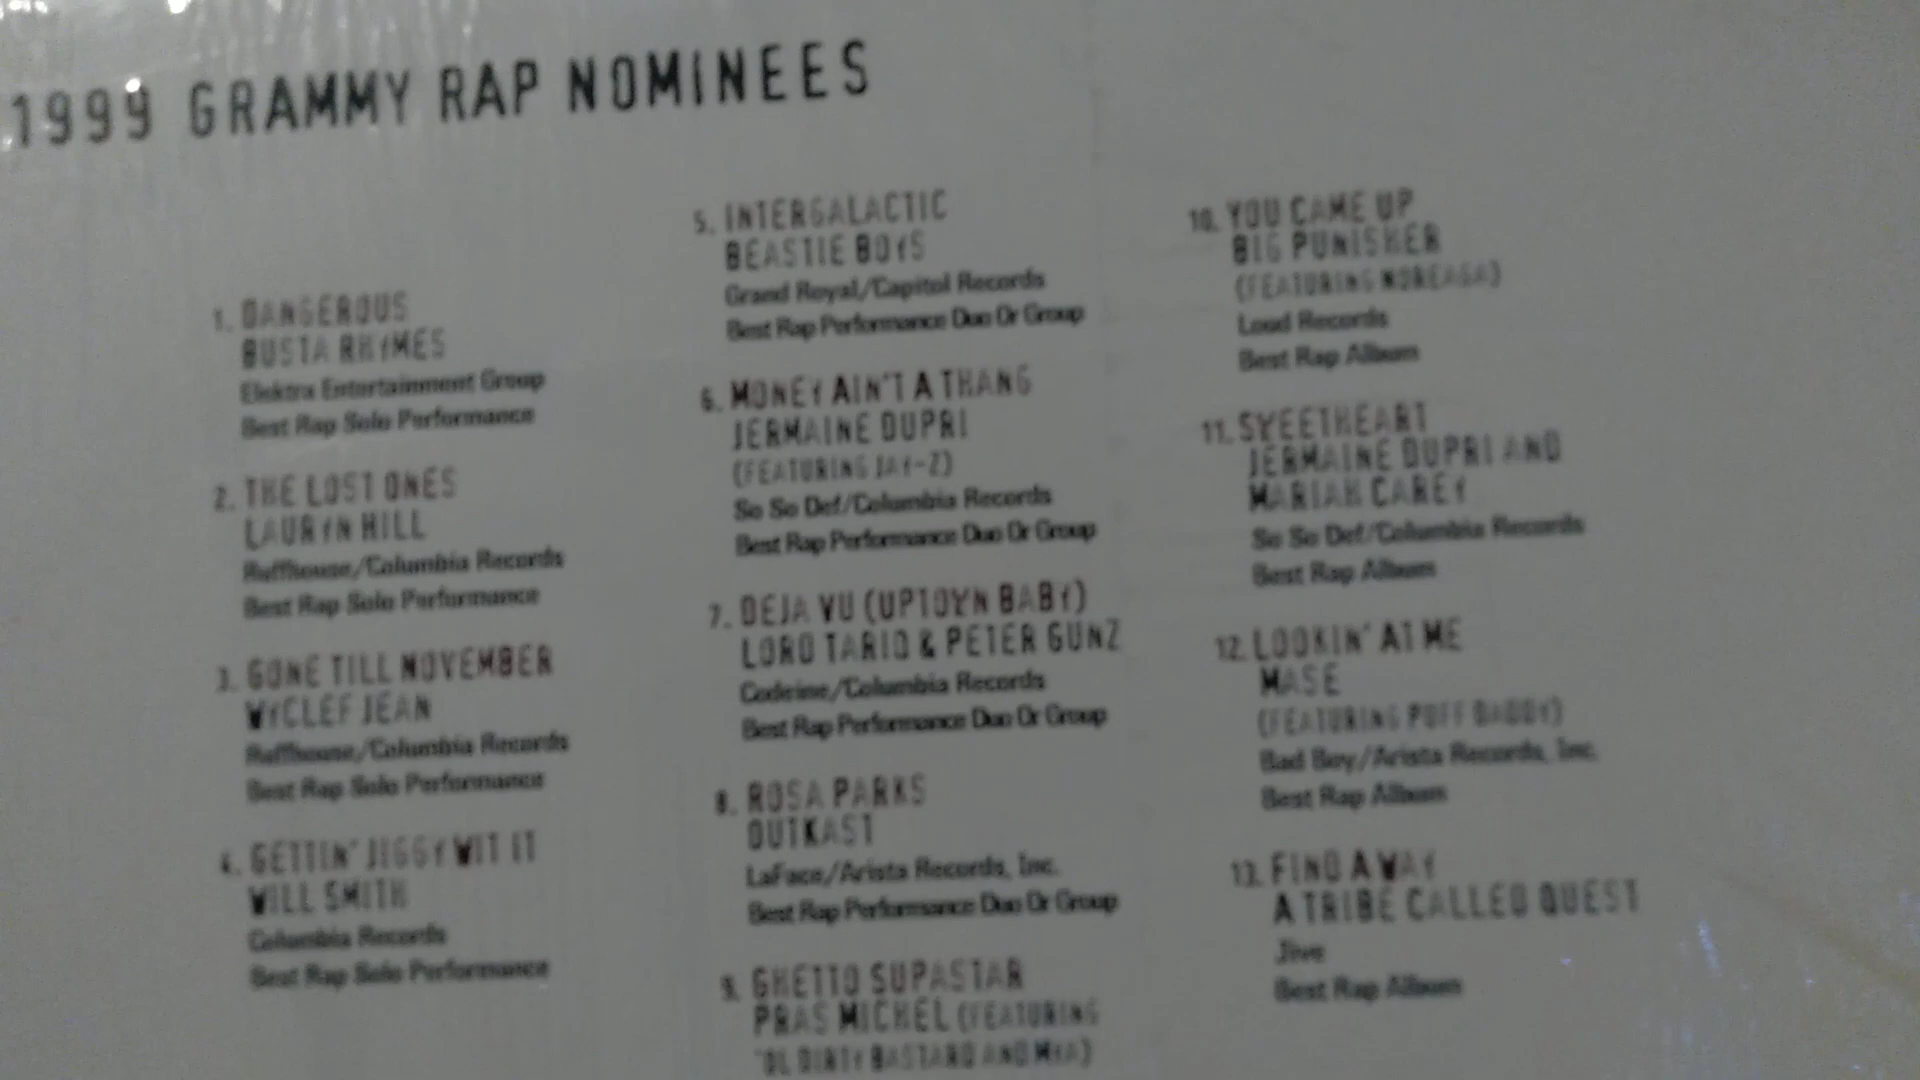 1999 GRAMMY RAP NOMINEES
1. DANGEROUS
BUSTA RHYMES
Elektra Entertainment Group
Best Rap Solo Performance
2. THE LOST ONES
LAURYN HILL
Ruffhouse/Columbia Records
Best Rap Solo Performance
3. GONE TILL NOVEMBER
WYCLEF JEAN
Ruffhouse/Columbia Records
Best Rap Solo Performance
4. GETTIN' JIGGY WIT IT
WILL SMITH
Columbia Records
Best Rap Solo Performance
5. INTERGALACTIC
BEASTIE BOYS
Grand Royal/Capitol Records
Best Rap Performance Duo Or Group
6. MONEY AIN'T A THANG
JERMAINE DUPRI
(FEATURING JAY-Z)
So So Def/Columbia Records
Best Rap Performance Duo Or Group
7. DEJA VU (UPTOWN BABY)
LORD TARIQ & PETER GUNZ
Codeine/Columbia Records
Best Rap Performance Duo Or Group
8. ROSA PARKS
OUTKAST
LaFace/Arista Records, Inc.
Best Rap Performance Duo Or Group
9. GHETTO SUPASTAR
PRAS MICHEL (FEATURING
'OL DIRTY BASTARD AND MYA)
10. YOU CAME UP
BIG PUNISHER
(FEATURING NOREAGA)
Loud Records
Best Rap Album
11. SWEETHEART
JERMAINE DUPRI AND
MARIAH CAREY
So So Def/Columbia Records
Best Rap Album
12. LOOKIN' AT ME
MASE
(FEATURING PUFF DADDY)
Bad Boy/Arista Records, Inc.
Best Rap Album
13. FIND A WAY
A TRIBE CALLED QUEST
Jive
Best Rap Album